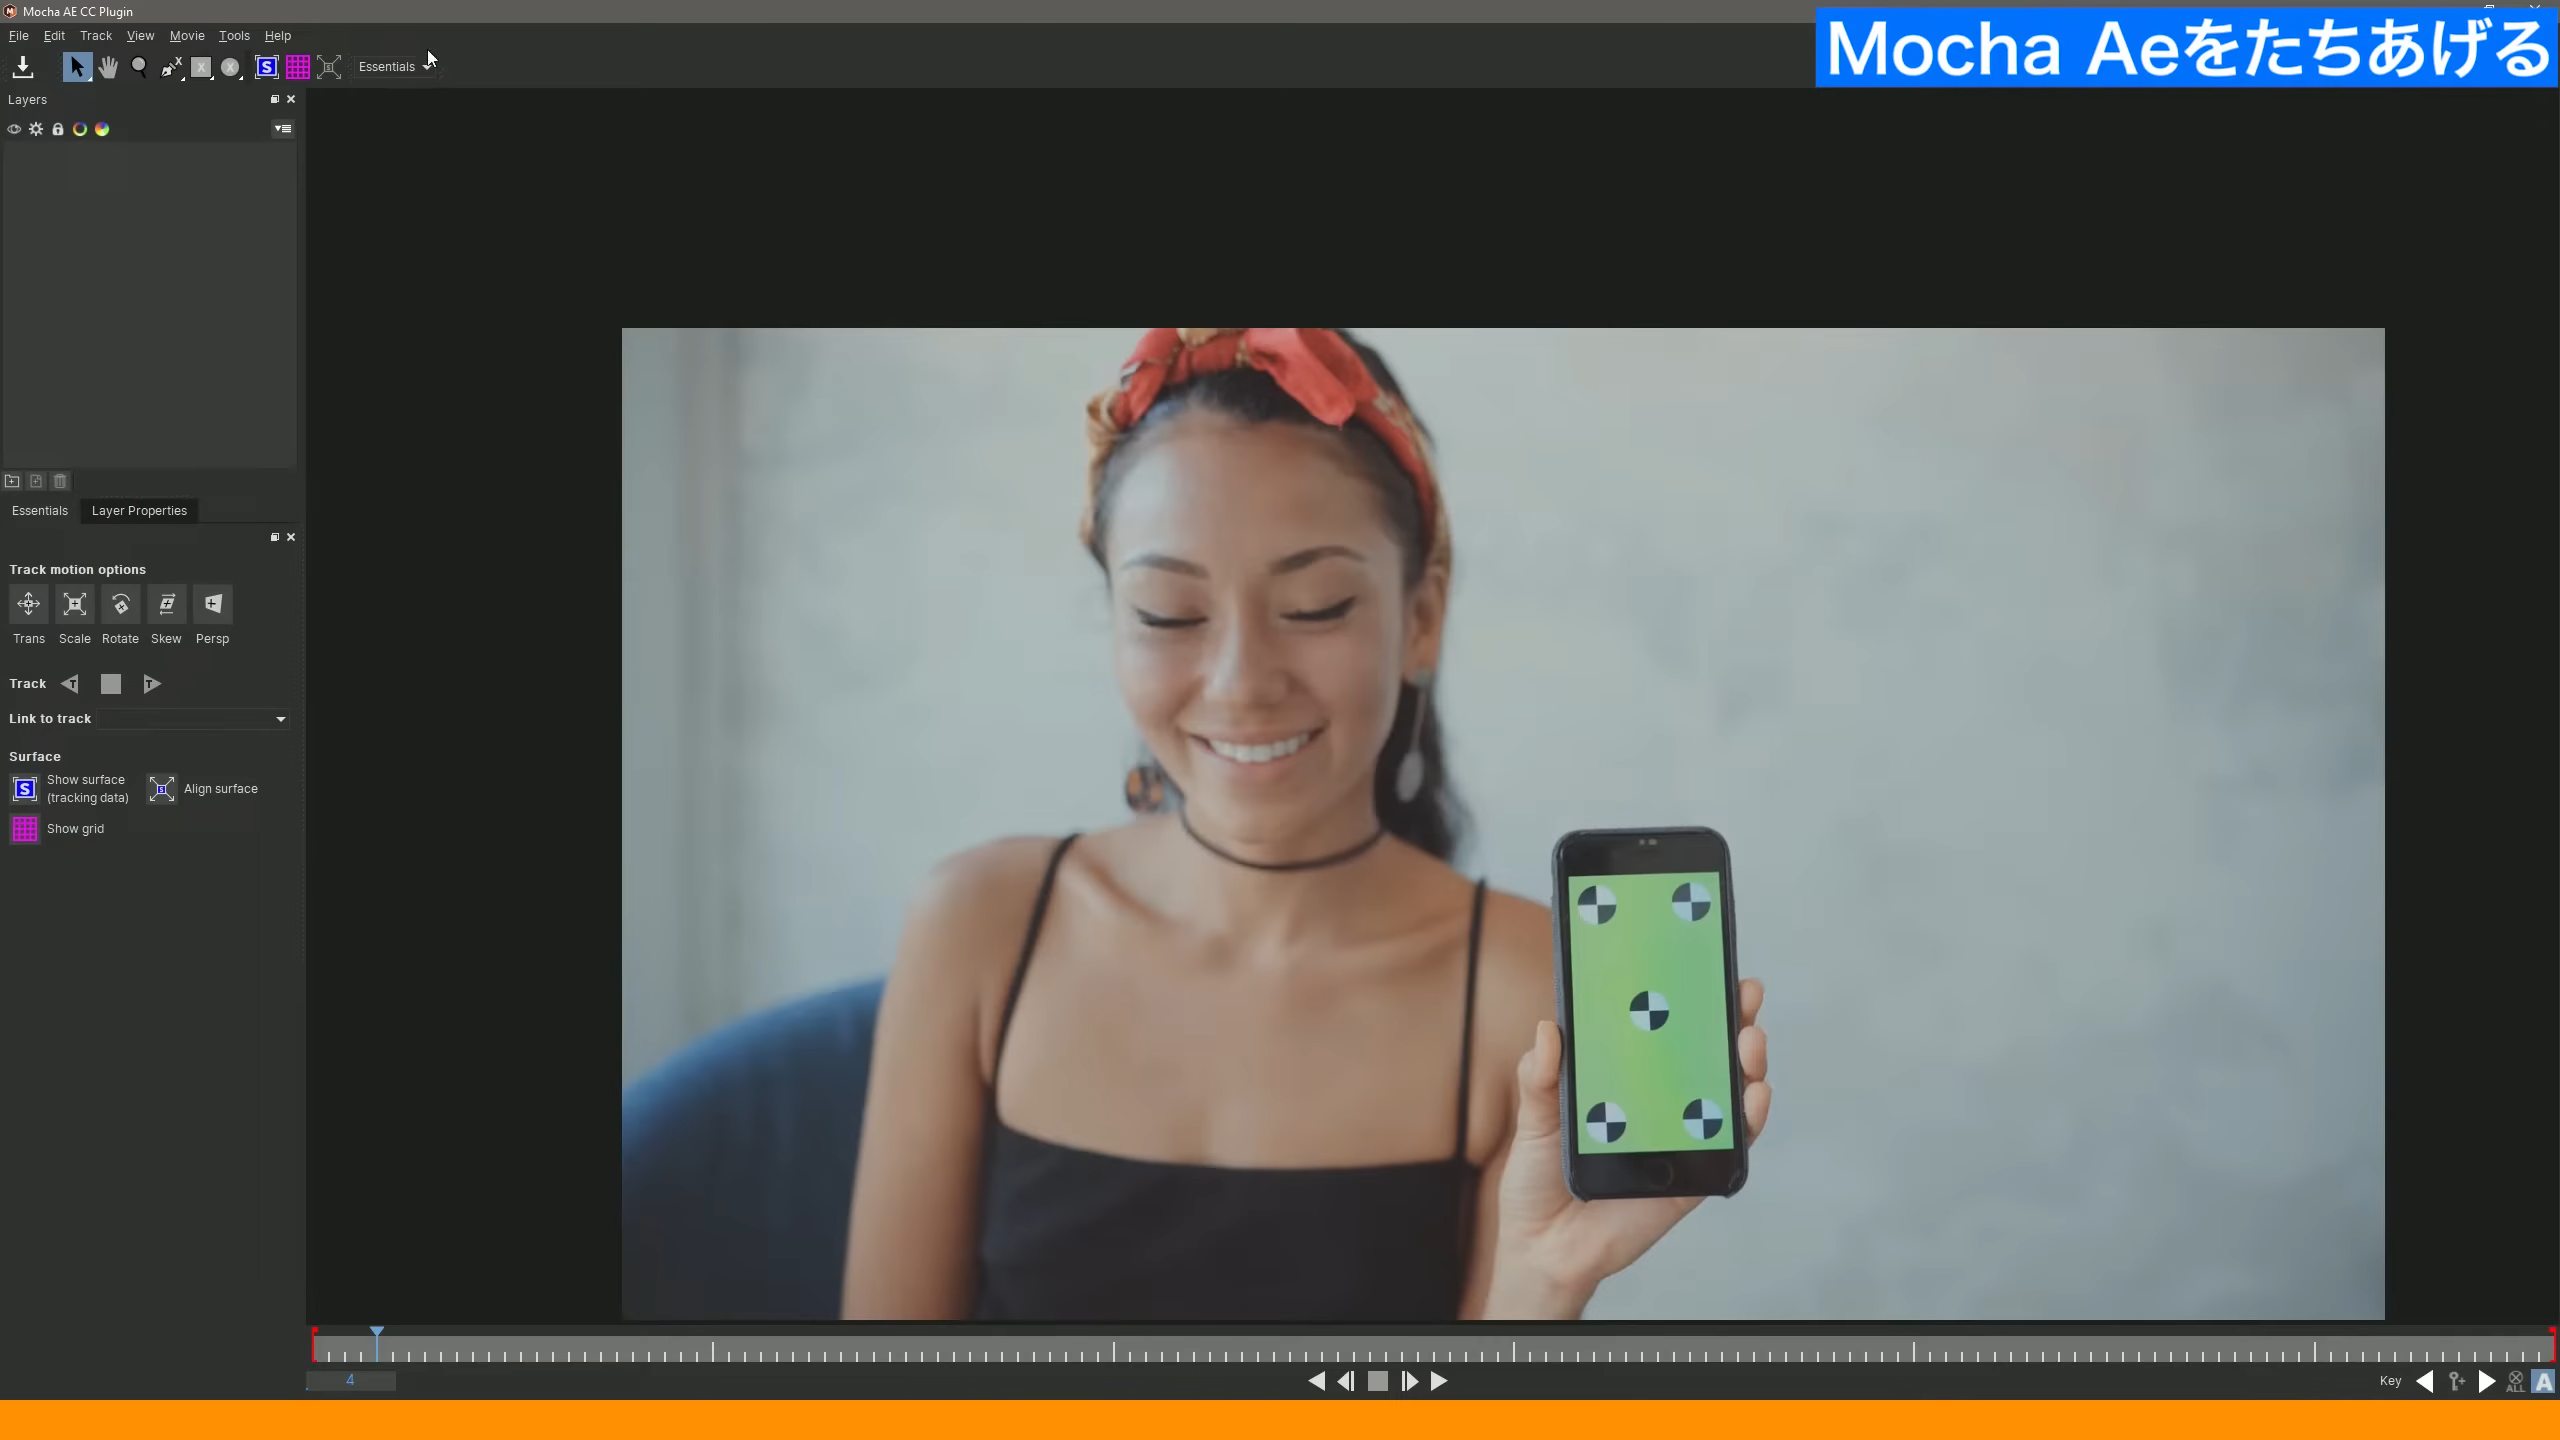 Mocha AE CC Plugin
Mocha Aeをたちあげる
File Edit Track View Movie Tools Help
Essentials
Layers
Essentials Layer Properties
Track motion options
Trans Scale Rotate Skew Persp
Track
Link to track
Surface
Show surface
(tracking data)
Align surface
Show grid
4
Key
ALL
A